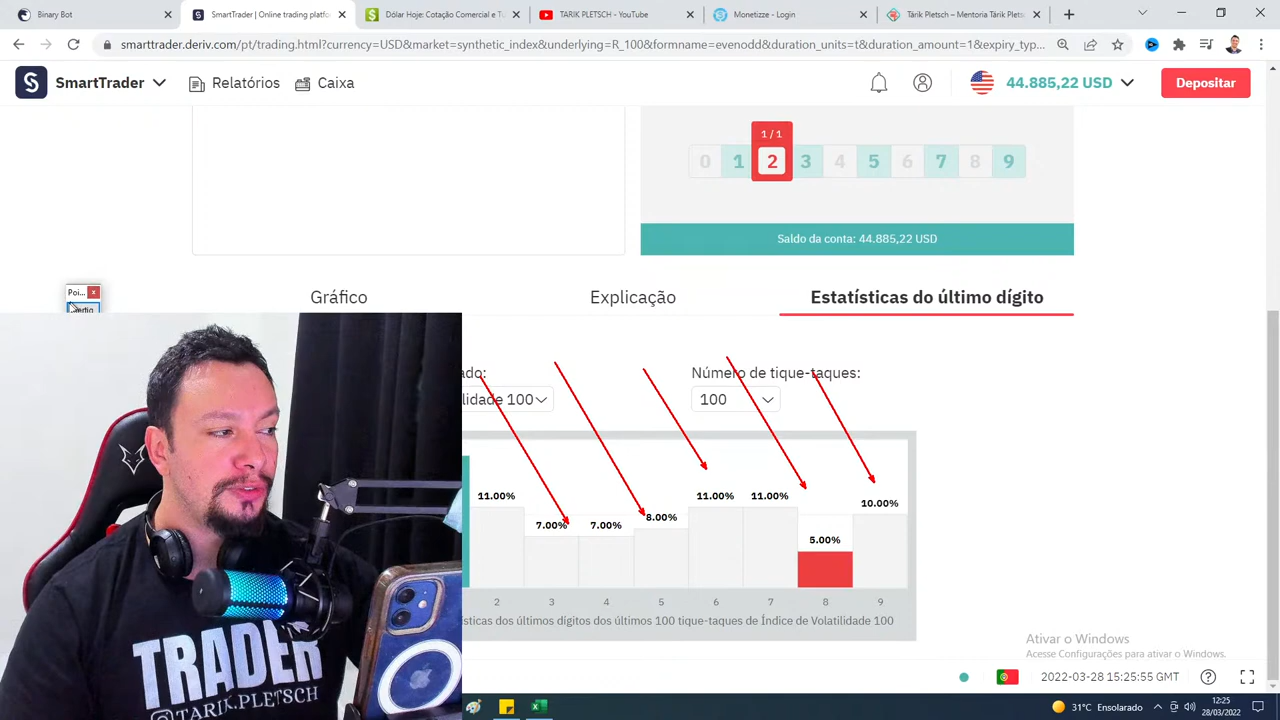 Binary Bot
SmartTrader | Online trading platfo
Dólar Hoje: Cotação Comercial e Tu
TARIK PLETSCH - YouTube
Monetizze - Login
Tárik Pletsch – Mentoria Tárik Plets
smarttrader.deriv.com/pt/trading.html?currency=USD&market=synthetic_index&underlying=R_100&formname=evenodd&duration_units=t&duration_amount=1&expiry_typ...
SmartTrader
Relatórios
Caixa
44.885,22 USD
Depositar
1 / 1
0 1 2 3 4 5 6 7 8 9
Saldo da conta: 44.885,22 USD
Poi...
Gráfico
Explicação
Estatísticas do último dígito
ado:
Número de tique-taques:
lidade 100
100
11.00%
7.00%
7.00%
8.00%
11.00%
11.00%
5.00%
10.00%
2 3 4 5 6 7 8 9
ísticas dos últimos dígitos dos últimos 100 tique-taques de Índice de Volatilidade 100
TRADER
@TARIK.PLETSCH
Ativar o Windows
Acesse Configurações para ativar o Windows.
2022-03-28 15:25:55 GMT
31°C Ensolarado
12:25
28/03/2022